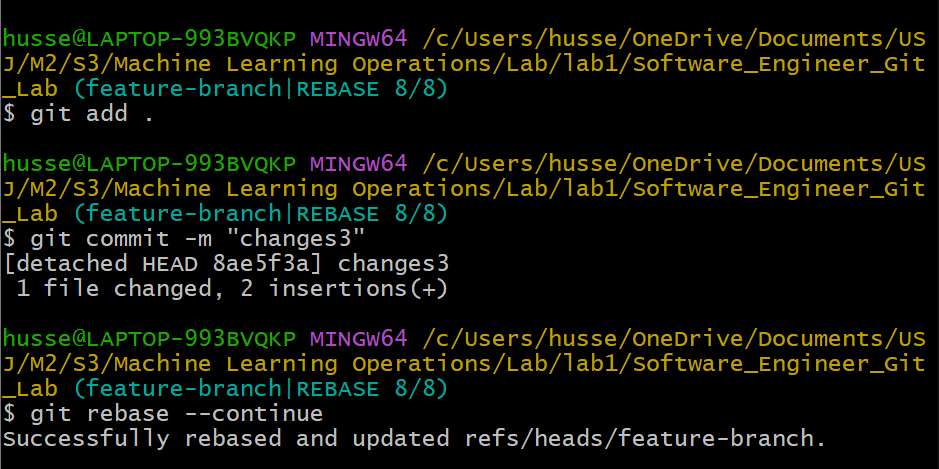 husse@LAPTOP-993BVQKP MINGW64 /c/Users/husse/OneDrive/Documents/US
J/M2/S3/Machine Learning Operations/Lab/lab1/Software_Engineer_Git
_Lab (feature-branch|REBASE 8/8)
$ git add .
husse@LAPTOP-993BVQKP MINGW64 /c/Users/husse/OneDrive/Documents/US
J/M2/S3/Machine Learning Operations/Lab/lab1/Software_Engineer_Git
_Lab (feature-branch|REBASE 8/8)
$ git commit -m "changes3"
[detached HEAD 8ae5f3a] changes3
 1 file changed, 2 insertions(+)
husse@LAPTOP-993BVQKP MINGW64 /c/Users/husse/OneDrive/Documents/US
J/M2/S3/Machine Learning Operations/Lab/lab1/Software_Engineer_Git
_Lab (feature-branch|REBASE 8/8)
$ git rebase --continue
Successfully rebased and updated refs/heads/feature-branch.